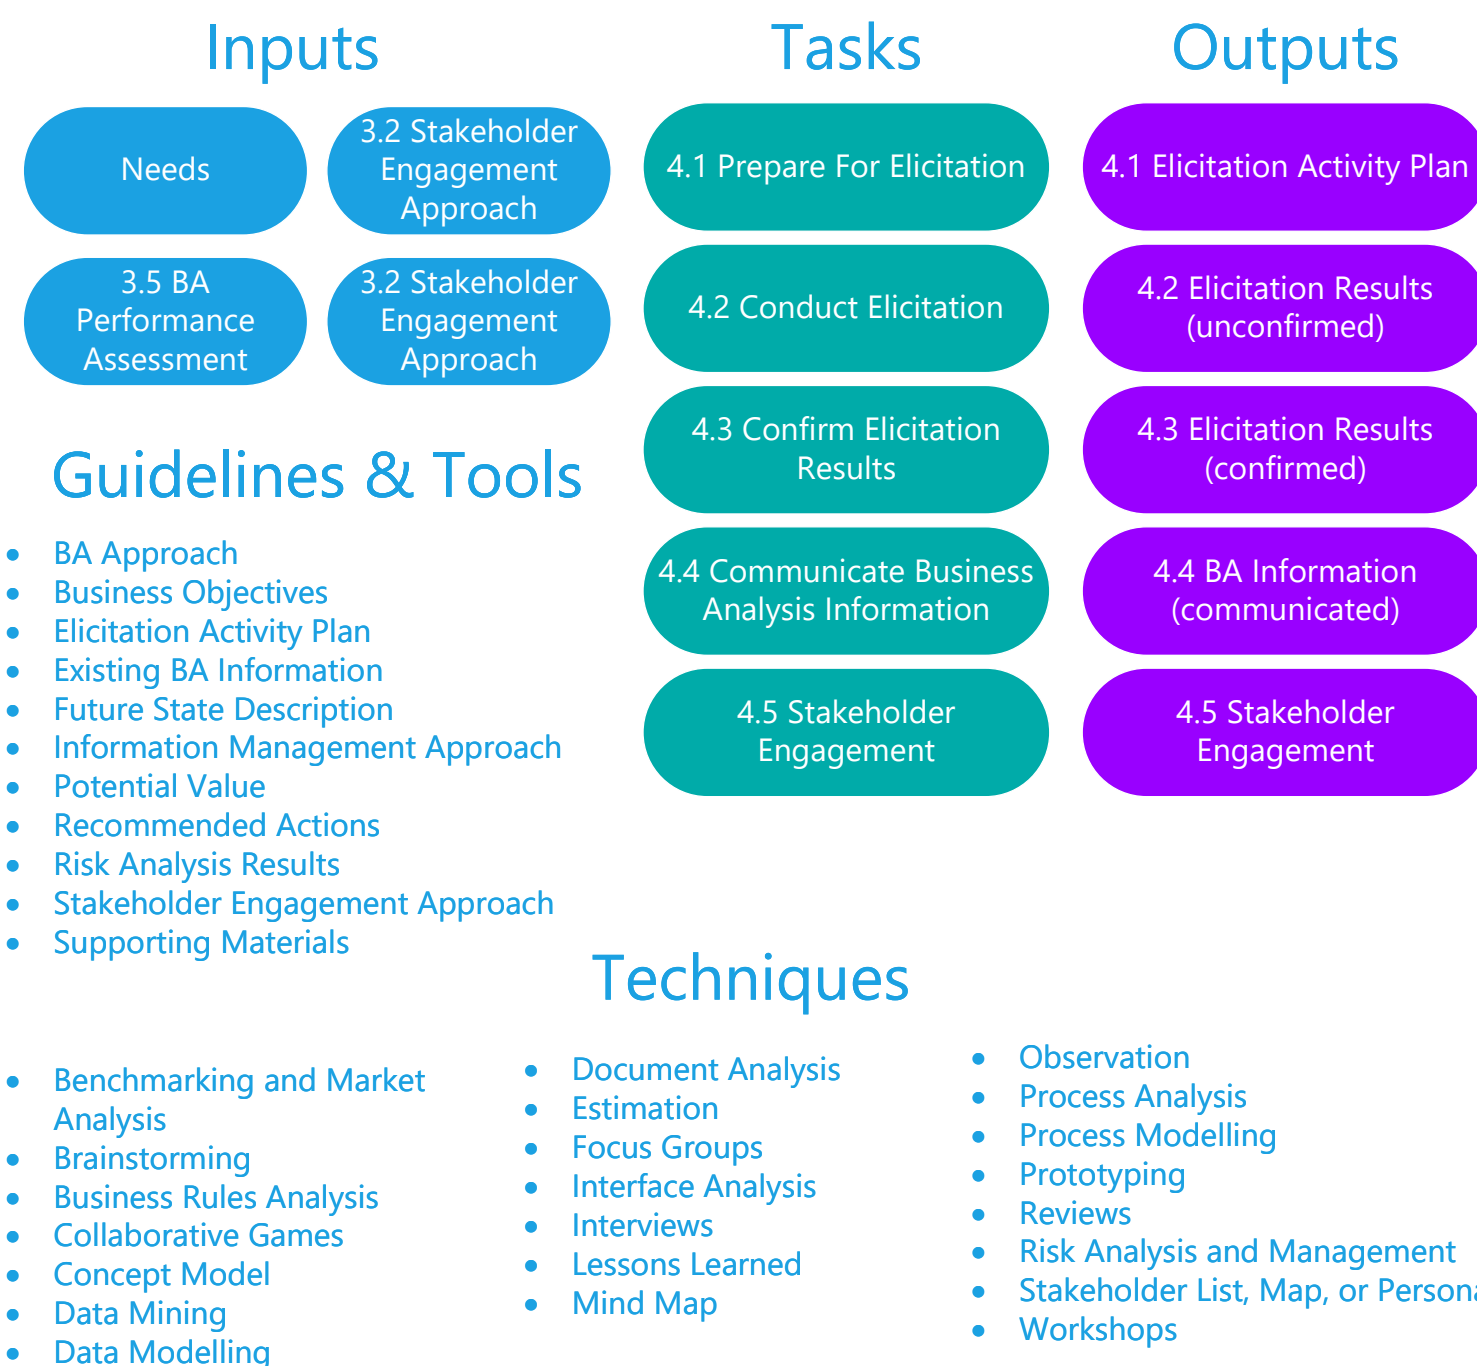 Inputs
Needs
3.2 Stakeholder
Engagement
Approach
3.5 BA
Performance
Assessment
3.2 Stakeholder
Engagement
Approach
Guidelines & Tools
• BA Approach
• Business Objectives
• Elicitation Activity Plan
• Existing BA Information
• Future State Description
• Information Management Approach
• Potential Value
• Recommended Actions
• Risk Analysis Results
• Stakeholder Engagement Approach
• Supporting Materials
Tasks
4.1 Prepare For Elicitation
4.2 Conduct Elicitation
4.3 Confirm Elicitation
Results
4.4 Communicate Business
Analysis Information
4.5 Stakeholder
Engagement
Outputs
4.1 Elicitation Activity Plan
4.2 Elicitation Results
(unconfirmed)
4.3 Elicitation Results
(confirmed)
4.4 BA Information
(communicated)
4.5 Stakeholder
Engagement
Techniques
• Benchmarking and Market
Analysis
• Brainstorming
• Business Rules Analysis
• Collaborative Games
• Concept Model
• Data Mining
• Data Modelling
• Document Analysis
• Estimation
• Focus Groups
• Interface Analysis
• Interviews
• Lessons Learned
• Mind Map
• Observation
• Process Analysis
• Process Modelling
• Prototyping
• Reviews
• Risk Analysis and Management
• Stakeholder List, Map, or Persona
• Workshops